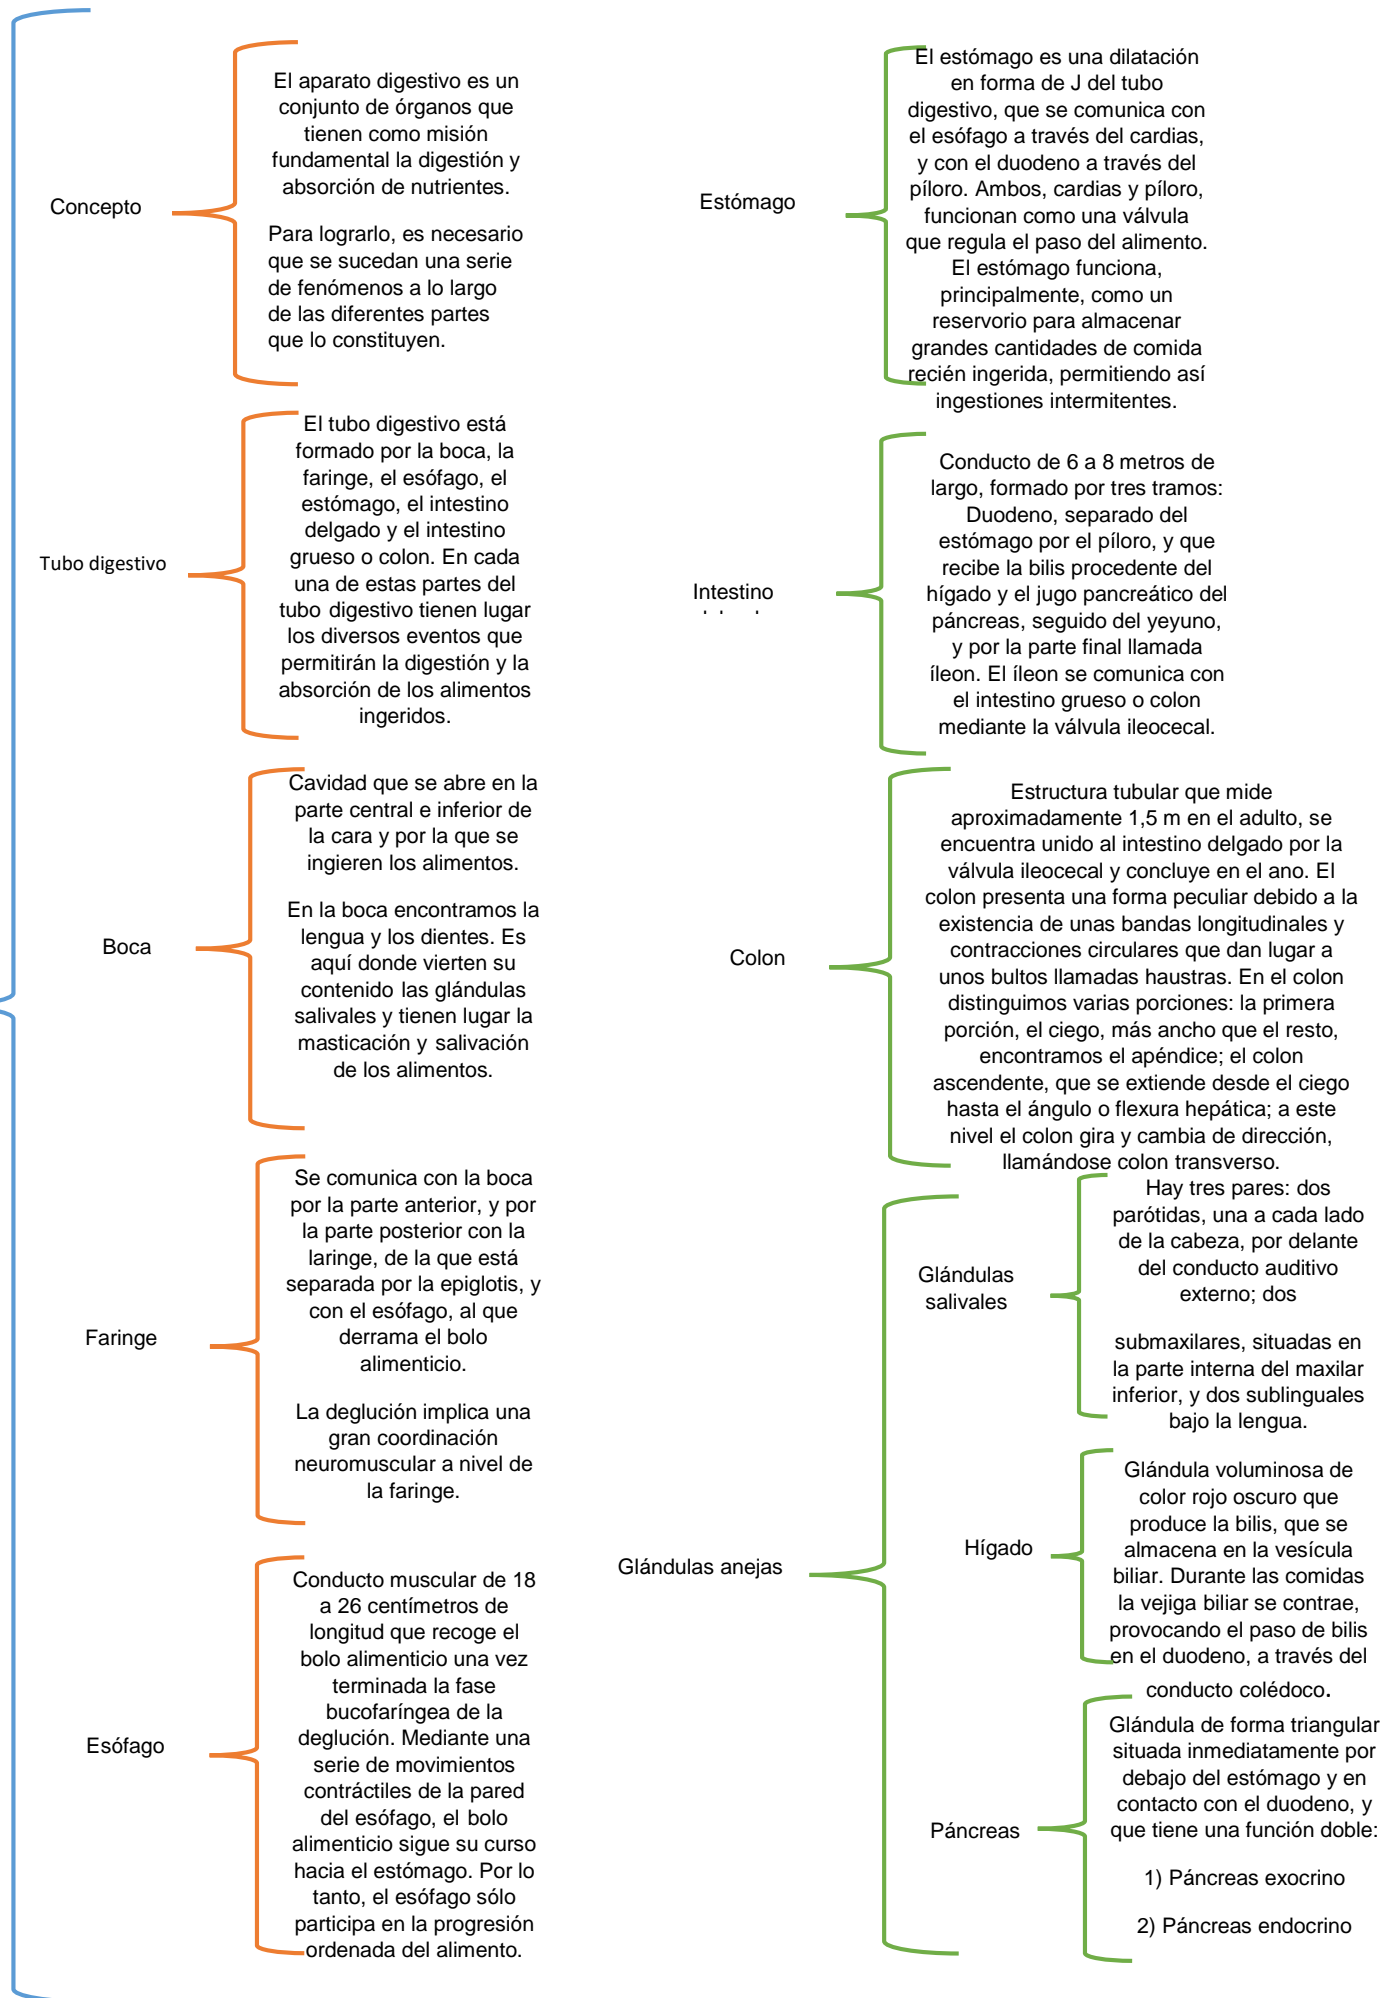 Concepto
El aparato digestivo es un
conjunto de órganos que
tienen como misión
fundamental la digestión y
absorción de nutrientes.
Para lograrlo, es necesario
que se sucedan una serie
de fenómenos a lo largo
de las diferentes partes
que lo constituyen.
Tubo digestivo
El tubo digestivo está
formado por la boca, la
faringe, el esófago, el
estómago, el intestino
delgado y el intestino
grueso o colon. En cada
una de estas partes del
tubo digestivo tienen lugar
los diversos eventos que
permitirán la digestión y la
absorción de los alimentos
ingeridos.
Boca
Cavidad que se abre en la
parte central e inferior de
la cara y por la que se
ingieren los alimentos.
En la boca encontramos la
lengua y los dientes. Es
aquí donde vierten su
contenido las glándulas
salivales y tienen lugar la
masticación y salivación
de los alimentos.
Faringe
Se comunica con la boca
por la parte anterior, y por
la parte posterior con la
laringe, de la que está
separada por la epiglotis, y
con el esófago, al que
derrama el bolo
alimenticio.
La deglución implica una
gran coordinación
neuromuscular a nivel de
la faringe.
Esófago
Conducto muscular de 18
a 26 centímetros de
longitud que recoge el
bolo alimenticio una vez
terminada la fase
bucofaríngea de la
deglución. Mediante una
serie de movimientos
contráctiles de la pared
del esófago, el bolo
alimenticio sigue su curso
hacia el estómago. Por lo
tanto, el esófago sólo
participa en la progresión
ordenada del alimento.
Estómago
El estómago es una dilatación
en forma de J del tubo
digestivo, que se comunica con
el esófago a través del cardias,
y con el duodeno a través del
píloro. Ambos, cardias y píloro,
funcionan como una válvula
que regula el paso del alimento.
El estómago funciona,
principalmente, como un
reservorio para almacenar
grandes cantidades de comida
recién ingerida, permitiendo así
ingestiones intermitentes.
Intestino
Conducto de 6 a 8 metros de
largo, formado por tres tramos:
Duodeno, separado del
estómago por el píloro, y que
recibe la bilis procedente del
hígado y el jugo pancreático del
páncreas, seguido del yeyuno,
y por la parte final llamada
íleon. El íleon se comunica con
el intestino grueso o colon
mediante la válvula ileocecal.
Colon
Estructura tubular que mide
aproximadamente 1,5 m en el adulto, se
encuentra unido al intestino delgado por la
válvula ileocecal y concluye en el ano. El
colon presenta una forma peculiar debido a la
existencia de unas bandas longitudinales y
contracciones circulares que dan lugar a
unos bultos llamadas haustras. En el colon
distinguimos varias porciones: la primera
porción, el ciego, más ancho que el resto,
encontramos el apéndice; el colon
ascendente, que se extiende desde el ciego
hasta el ángulo o flexura hepática; a este
nivel el colon gira y cambia de dirección,
llamándose colon transverso.
Glándulas anejas
Glándulas
salivales
Hay tres pares: dos
parótidas, una a cada lado
de la cabeza, por delante
del conducto auditivo
externo; dos
submaxilares, situadas en
la parte interna del maxilar
inferior, y dos sublinguales
bajo la lengua.
Hígado
Glándula voluminosa de
color rojo oscuro que
produce la bilis, que se
almacena en la vesícula
biliar. Durante las comidas
la vejiga biliar se contrae,
provocando el paso de bilis
en el duodeno, a través del
conducto colédoco.
Páncreas
Glándula de forma triangular
situada inmediatamente por
debajo del estómago y en
contacto con el duodeno, y
que tiene una función doble:
1) Páncreas exocrino
2) Páncreas endocrino